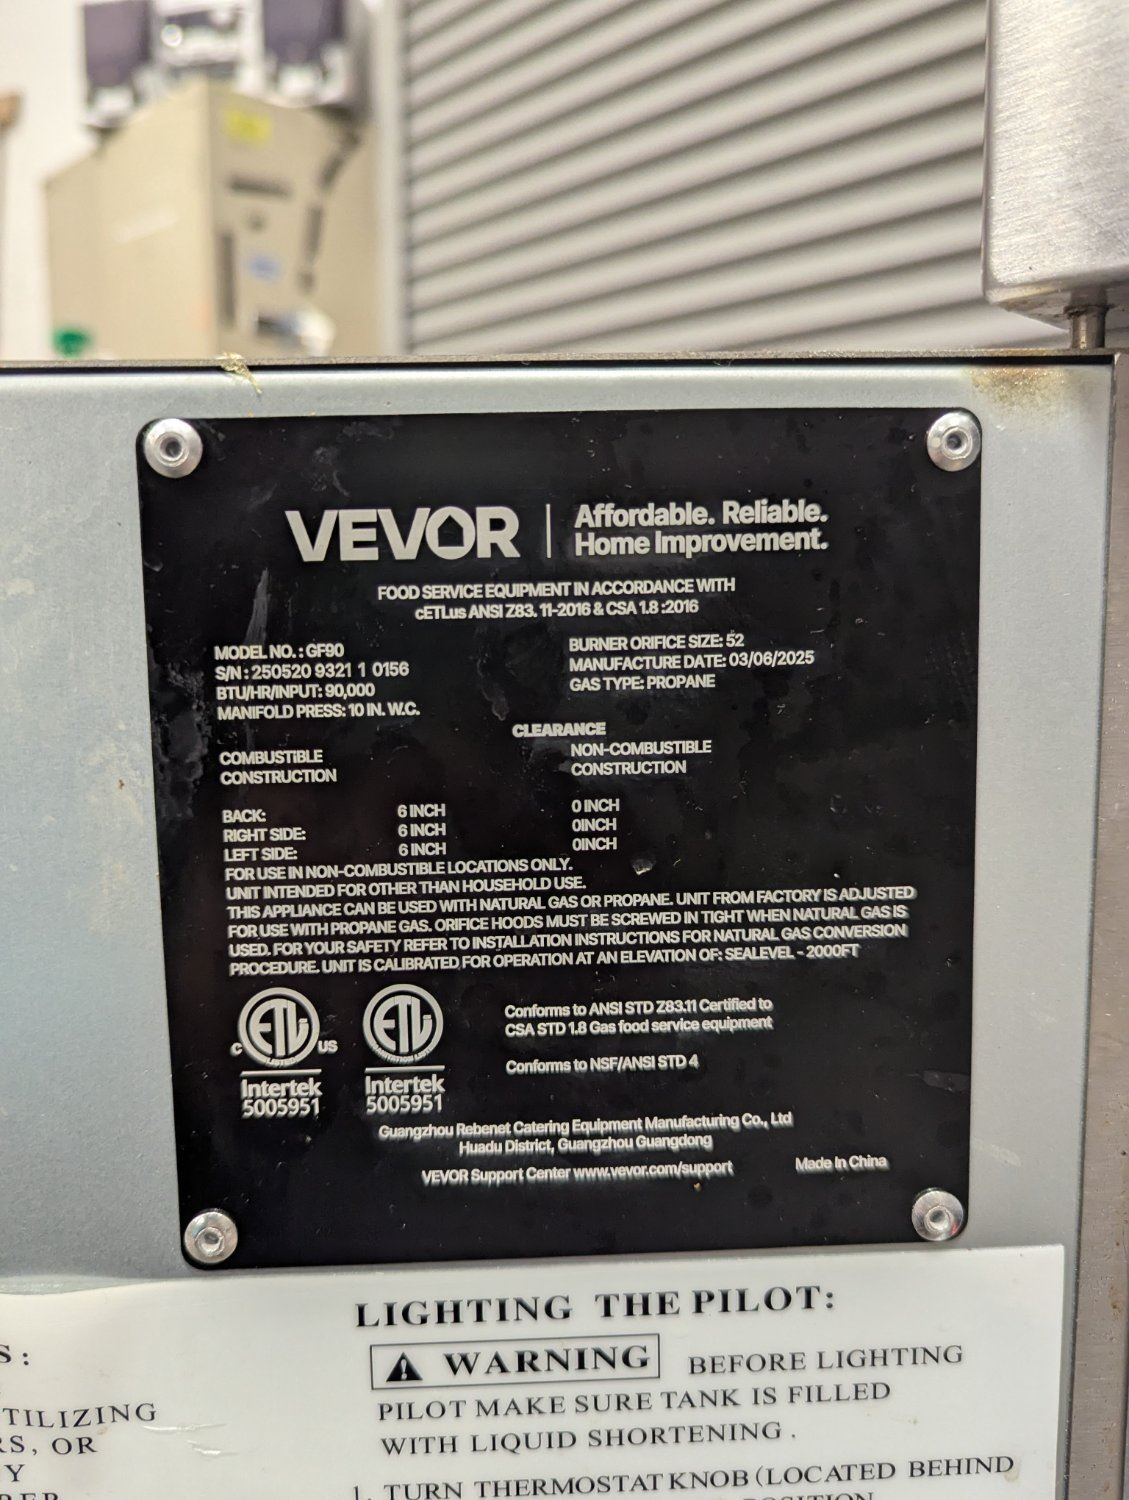 VEVOR
Affordable. Reliable.
Home Improvement.
FOOD SERVICE EQUIPMENT IN ACCORDANCE WITH
cETLus ANSI Z83. 11-2016 & CSA 1.8 :2016
MODEL NO. : GF90
S/N : 250520 9321 1 0156
BTU/HR/INPUT: 90,000
MANIFOLD PRESS: 10 IN. W.C.
BURNER ORIFICE SIZE: 52
MANUFACTURE DATE: 03/06/2025
GAS TYPE: PROPANE
CLEARANCE
COMBUSTIBLE
CONSTRUCTION
NON-COMBUSTIBLE
CONSTRUCTION
BACK: 6 INCH 0 INCH
RIGHT SIDE: 6 INCH 0INCH
LEFT SIDE: 6 INCH 0INCH
FOR USE IN NON-COMBUSTIBLE LOCATIONS ONLY.
UNIT INTENDED FOR OTHER THAN HOUSEHOLD USE.
THIS APPLIANCE CAN BE USED WITH NATURAL GAS OR PROPANE. UNIT FROM FACTORY IS ADJUSTED
FOR USE WITH PROPANE GAS. ORIFICE HOODS MUST BE SCREWED IN TIGHT WHEN NATURAL GAS IS
USED. FOR YOUR SAFETY REFER TO INSTALLATION INSTRUCTIONS FOR NATURAL GAS CONVERSION
PROCEDURE. UNIT IS CALIBRATED FOR OPERATION AT AN ELEVATION OF: SEALEVEL - 2000FT
C ETL US
LISTED
Intertek
5005951
ETL
Intertek
5005951
Conforms to ANSI STD Z83.11 Certified to
CSA STD 1.8 Gas food service equipment
Conforms to NSF/ANSI STD 4
Guangzhou Rebenet Catering Equipment Manufacturing Co., Ltd
Huadu District, Guangzhou Guangdong
VEVOR Support Center www.vevor.com/support
Made In China
S :
TILIZING
RS, OR
Y
LIGHTING THE PILOT:
WARNING BEFORE LIGHTING
PILOT MAKE SURE TANK IS FILLED
WITH LIQUID SHORTENING .
1. TURN THERMOSTAT KNOB (LOCATED BEHIND
POSITION